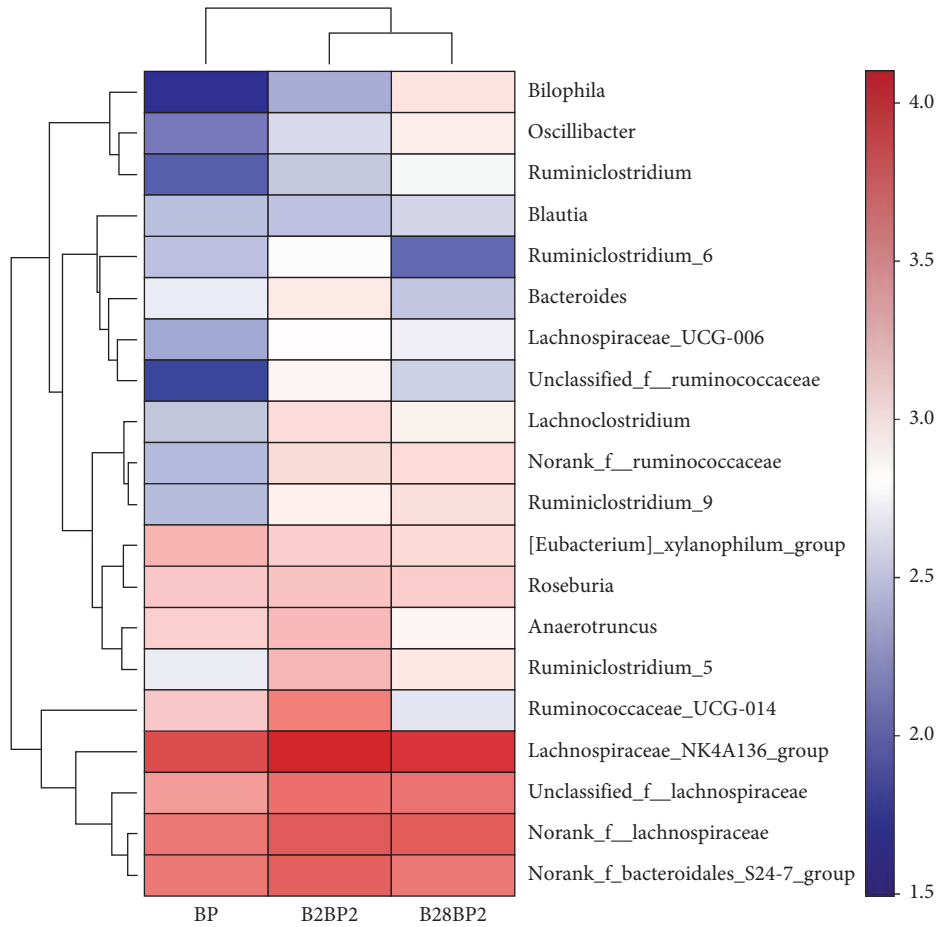 Bilophila
Oscillibacter
Ruminiclostridium
Blautia
Ruminiclostridium_6
Bacteroides
Lachnospiraceae_UCG-006
Unclassified_f__ruminococcaceae
Lachnoclostridium
Norank_f__ruminococcaceae
Ruminiclostridium_9
[Eubacterium]_xylanophilum_group
Roseburia
Anaerotruncus
Ruminiclostridium_5
Ruminococcaceae_UCG-014
Lachnospiraceae_NK4A136_group
Unclassified_f__lachnospiraceae
Norank_f__lachnospiraceae
Norank_f_bacteroidales_S24-7_group
BP B2BP2 B28BP2
4.0
3.5
3.0
2.5
2.0
1.5